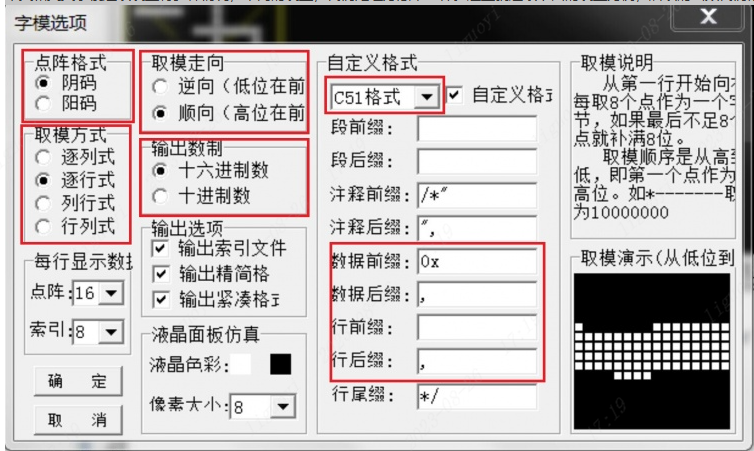 字模选项
点阵格式
阴码
阳码
取模方式
逐列式
逐行式
列行式
行列式
每行显示数据
点阵:16
索引:8
确 定
取 消
取模走向
逆向（低位在前
顺向（高位在前
输出数制
十六进制数
十进制数
输出选项
输出索引文件
输出精简格
输出紧凑格式
液晶面板仿真
液晶色彩:
像素大小:8
自定义格式
C51格式
自定义格式
段前缀:
段后缀:
注释前缀: /*"
注释后缀: ",
数据前缀: 0x
数据后缀: ,
行前缀:
行后缀: ,
行尾缀: */
取模说明
从第一行开始向
每取8个点作为一个字
节，如果最后不足8个
点就补满8位。
取模顺序是从高到
低，即第一个点作为
高位。如*-------取
为10000000
取模演示(从低位到